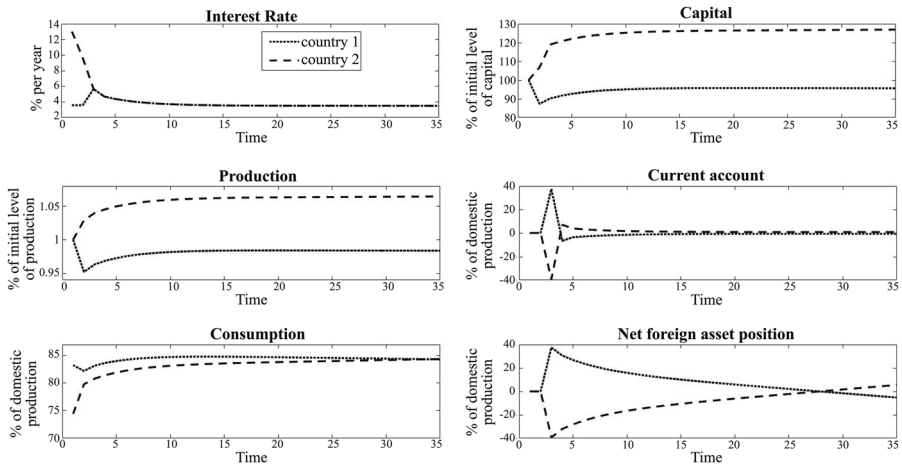 Interest Rate
14
12
10
8
6
4
2
0 5 10 15 20 25 30 35
% per year
Time
country 1
country 2
Capital
130
120
110
100
90
80
0 5 10 15 20 25 30 35
% of initial level
of capital
Time
Production
1.05
1
0.95
0 5 10 15 20 25 30 35
% of initial level
of production
Time
Current account
40
20
0
-20
-40
0 5 10 15 20 25 30 35
% of domestic
production
Time
Consumption
85
80
75
70
0 5 10 15 20 25 30 35
% of domestic
production
Time
Net foreign asset position
40
20
0
-20
-40
0 5 10 15 20 25 30 35
% of domestic
production
Time